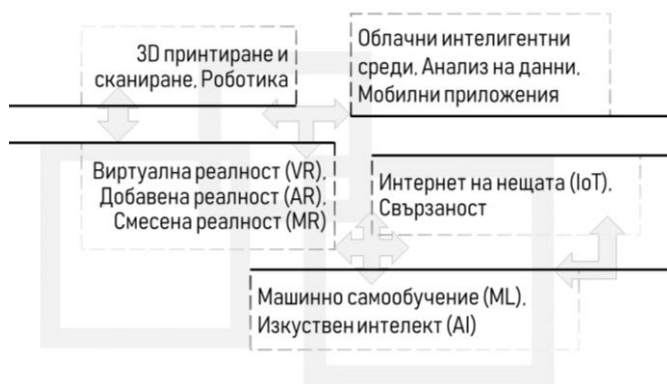 3D принтиране и
сканиране, Роботика
Облачни интелигентни
среди, Анализ на данни,
Мобилни приложения
Виртуална реалност (VR),
Добавена реалност (AR),
Смесена реалност (MR)
Интернет на нещата (IoT),
Свързаност
Машинно самообучение (ML),
Изкуствен интелект (AI)